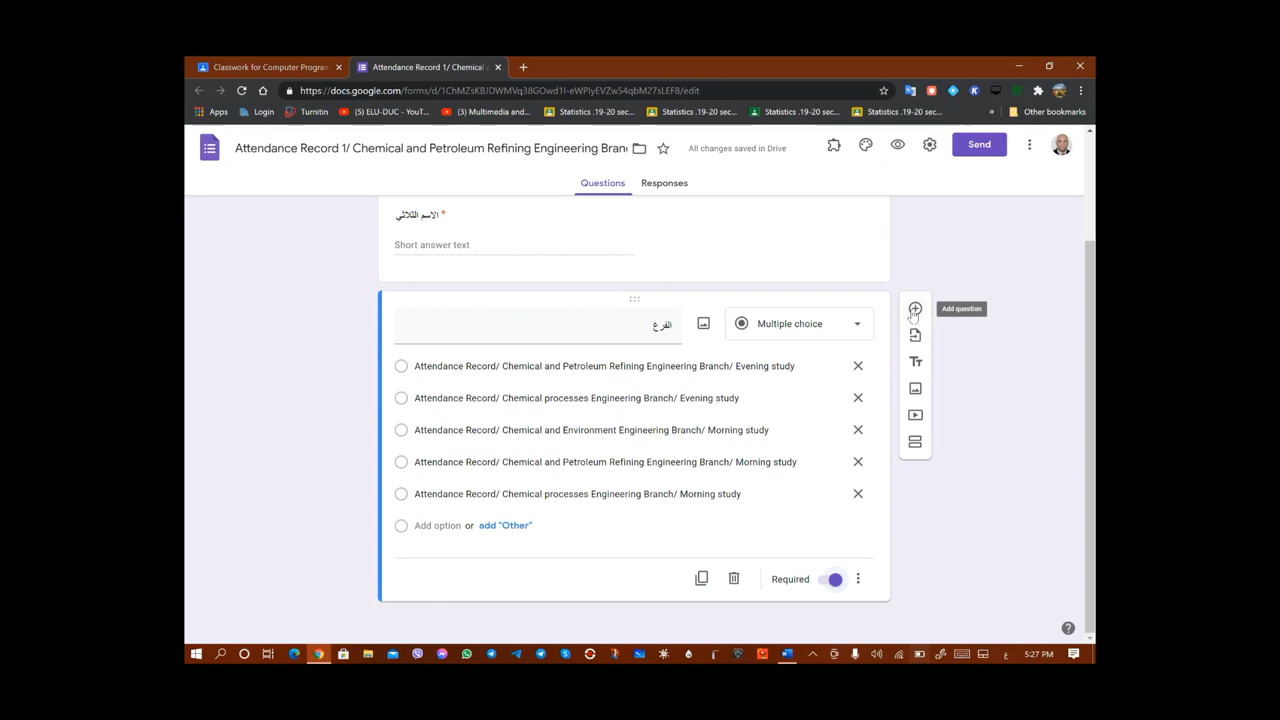 Classwork for Computer Program
Attendance Record 1/ Chemical
https://docs.google.com/forms/d/1ChMZsKBJDWMVq38GOwd1l-eWPIyEVZw54qbM27sLEF8/edit
Apps
Login
Turnitin
(5) ELU-DUC - YouT...
(3) Multimedia and...
Statistics .19-20 sec...
Statistics .19-20 sec...
Statistics .19-20 sec...
Statistics .19-20 sec...
»
Other bookmarks
Attendance Record 1/ Chemical and Petroleum Refining Engineering Bran
All changes saved in Drive
Send
Questions
Responses
الاسم الثلاثي *
Short answer text
الفرع
Multiple choice
Add question
Attendance Record/ Chemical and Petroleum Refining Engineering Branch/ Evening study
Attendance Record/ Chemical processes Engineering Branch/ Evening study
Attendance Record/ Chemical and Environment Engineering Branch/ Morning study
Attendance Record/ Chemical and Petroleum Refining Engineering Branch/ Morning study
Attendance Record/ Chemical processes Engineering Branch/ Morning study
Add option or add "Other"
Required
Tт
ع
5:27 PM